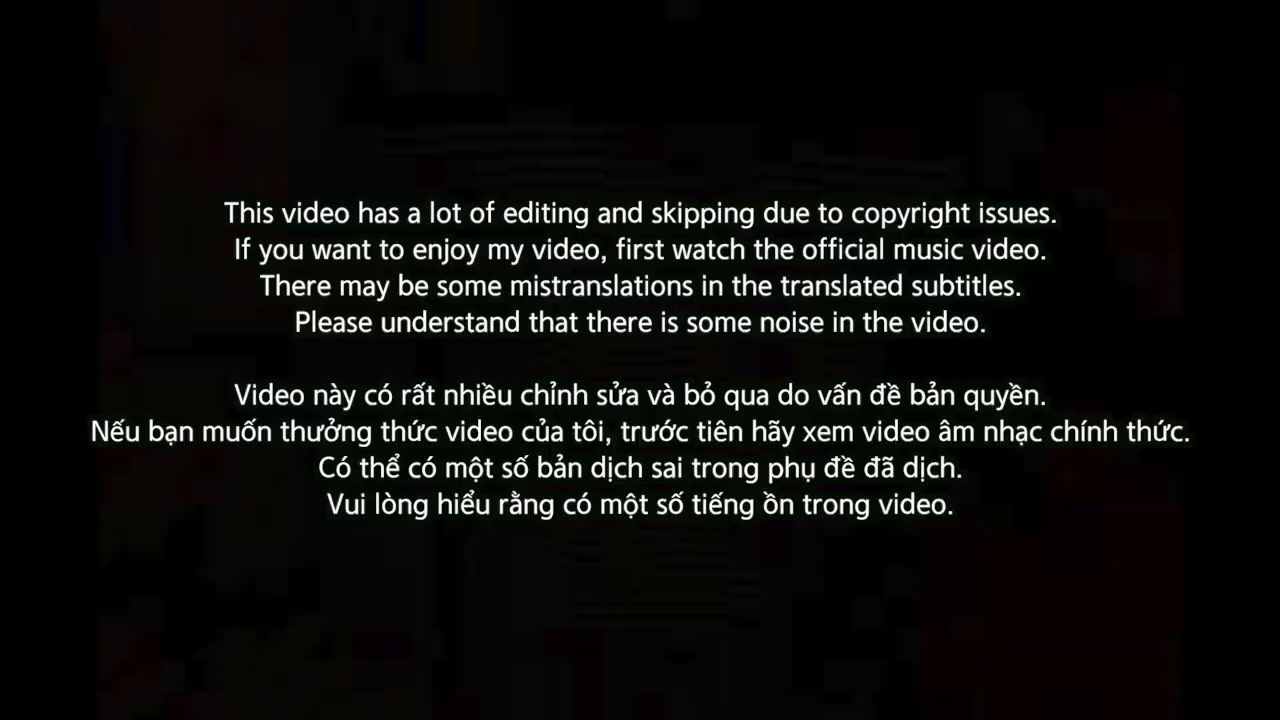 This video has a lot of editing and skipping due to copyright issues.
If you want to enjoy my video, first watch the official music video.
There may be some mistranslations in the translated subtitles.
Please understand that there is some noise in the video.
Video này có rất nhiều chỉnh sửa và bỏ qua do vấn đề bản quyền.
Nếu bạn muốn thưởng thức video của tôi, trước tiên hãy xem video âm nhạc chính thức.
Có thể có một số bản dịch sai trong phụ đề đã dịch.
Vui lòng hiểu rằng có một số tiếng ồn trong video.